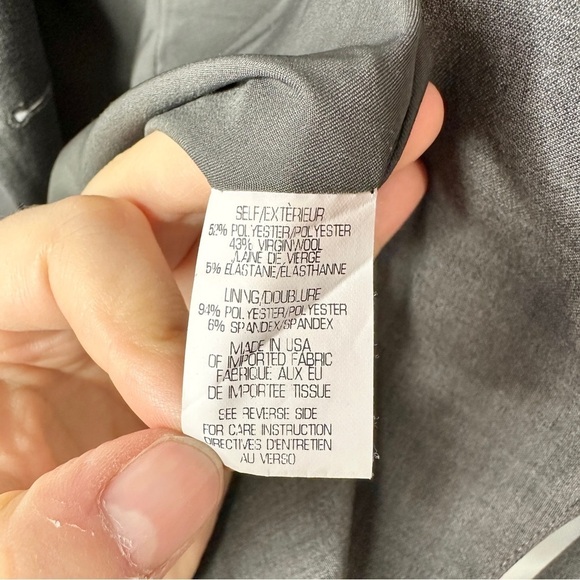 SELF/EXTÈRIEUR
52% POLYESTER/POLYESTER
43% VIRGIN WOOL
/LAINE DE VIERGE
5% ELASTANE/ELASTHANNE
LINING/DOUBLURE
94% POLYESTER/POLYESTER
6% SPANDEX/SPANDEX
MADE IN USA
OF IMPORTED FABRIC
FABRIQUE AUX EU
DE IMPORTEE TISSUE
SEE REVERSE SIDE
FOR CARE INSTRUCTION
DIRECTIVES D'ENTRETIEN
AU VERSO